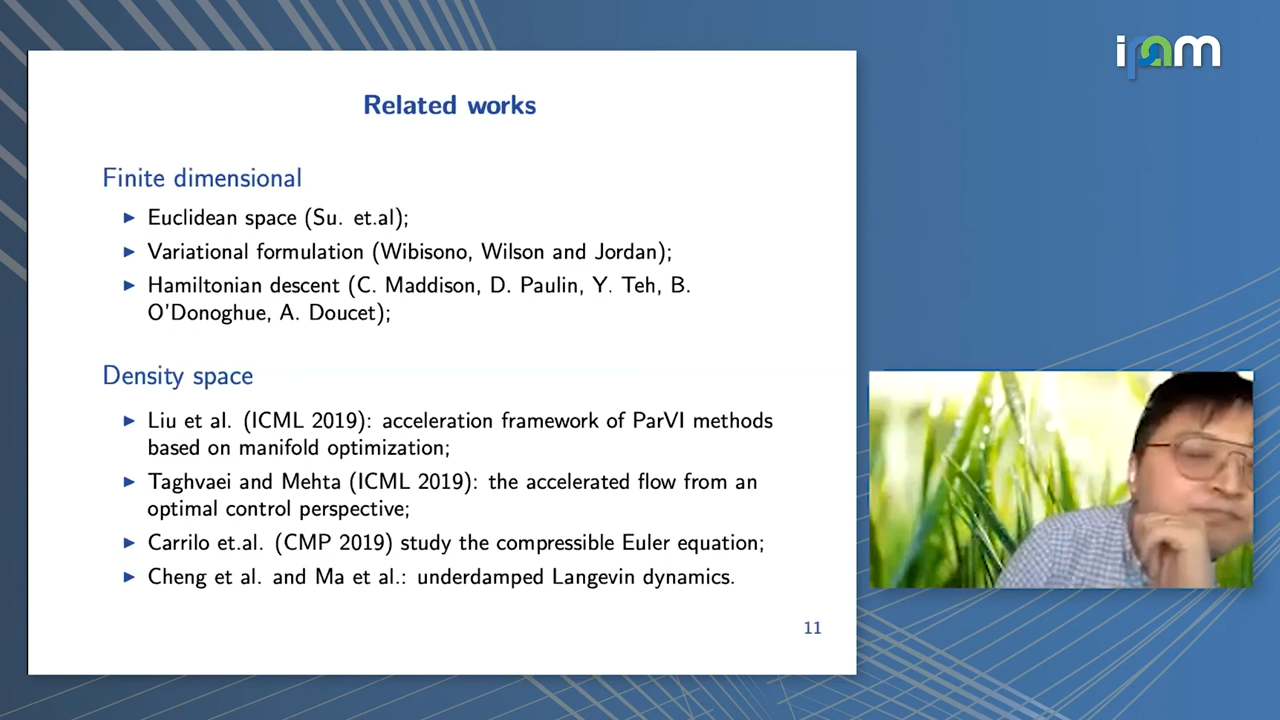 ipam
Related works
Finite dimensional
Euclidean space (Su. et.al);
Variational formulation (Wibisono, Wilson and Jordan);
Hamiltonian descent (C. Maddison, D. Paulin, Y. Teh, B.
O'Donoghue, A. Doucet);
Density space
Liu et al. (ICML 2019): acceleration framework of ParVI methods
based on manifold optimization;
Taghvaei and Mehta (ICML 2019): the accelerated flow from an
optimal control perspective;
Carrilo et.al. (CMP 2019) study the compressible Euler equation;
Cheng et al. and Ma et al.: underdamped Langevin dynamics.
11